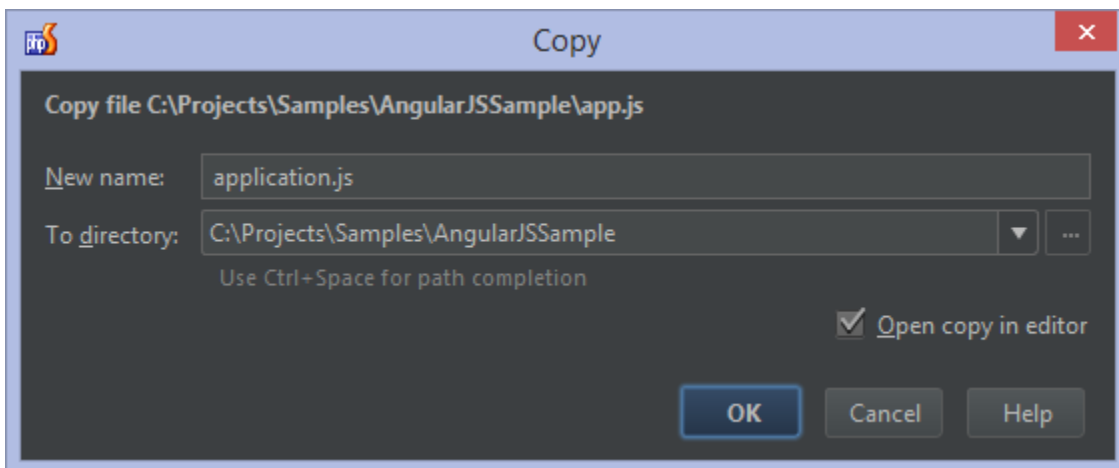 Copy
Copy file C:\Projects\Samples\AngularJSSample\app.js
New name: application.js
To directory: C:\Projects\Samples\AngularJSSample ...
Use Ctrl+Space for path completion
Open copy in editor
OK Cancel Help